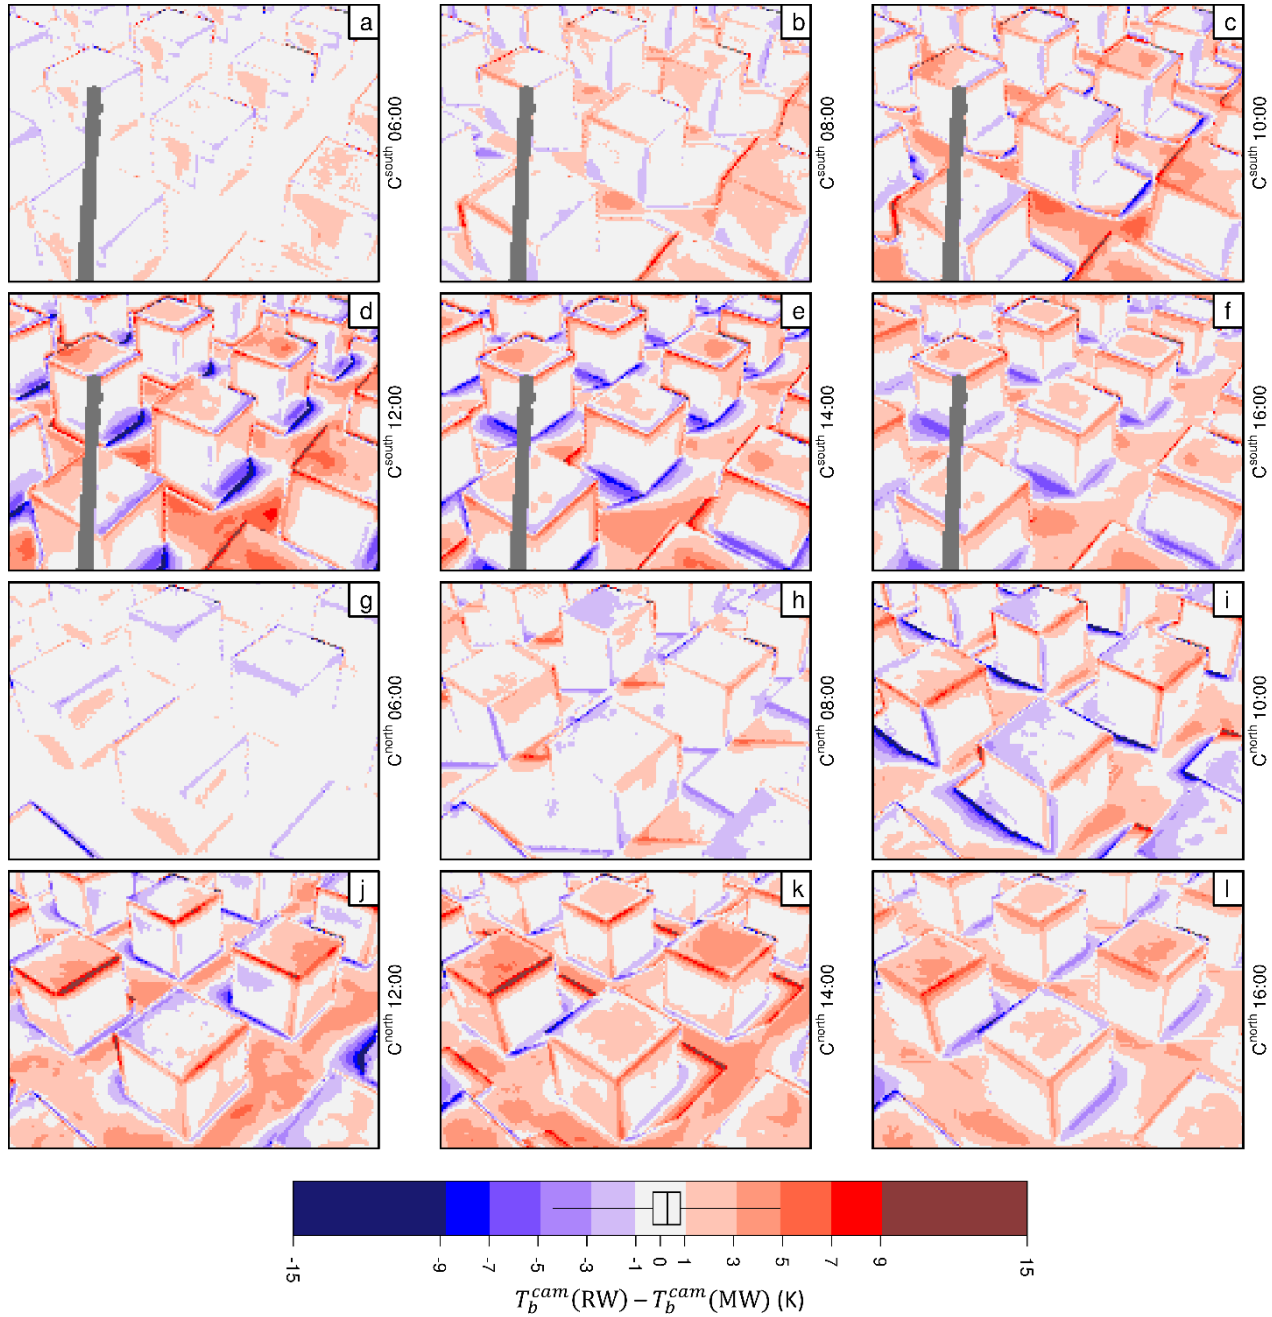 a
C^south 06:00
b
C^south 08:00
c
C^south 10:00
d
C^south 12:00
e
C^south 14:00
f
C^south 16:00
g
C^north 06:00
h
C^north 08:00
i
C^north 10:00
j
C^north 12:00
k
C^north 14:00
l
C^north 16:00
-15 -9 -7 -5 -3 -1 0 1 3 5 7 9 15
T_b^cam(RW) − T_b^cam(MW) (K)